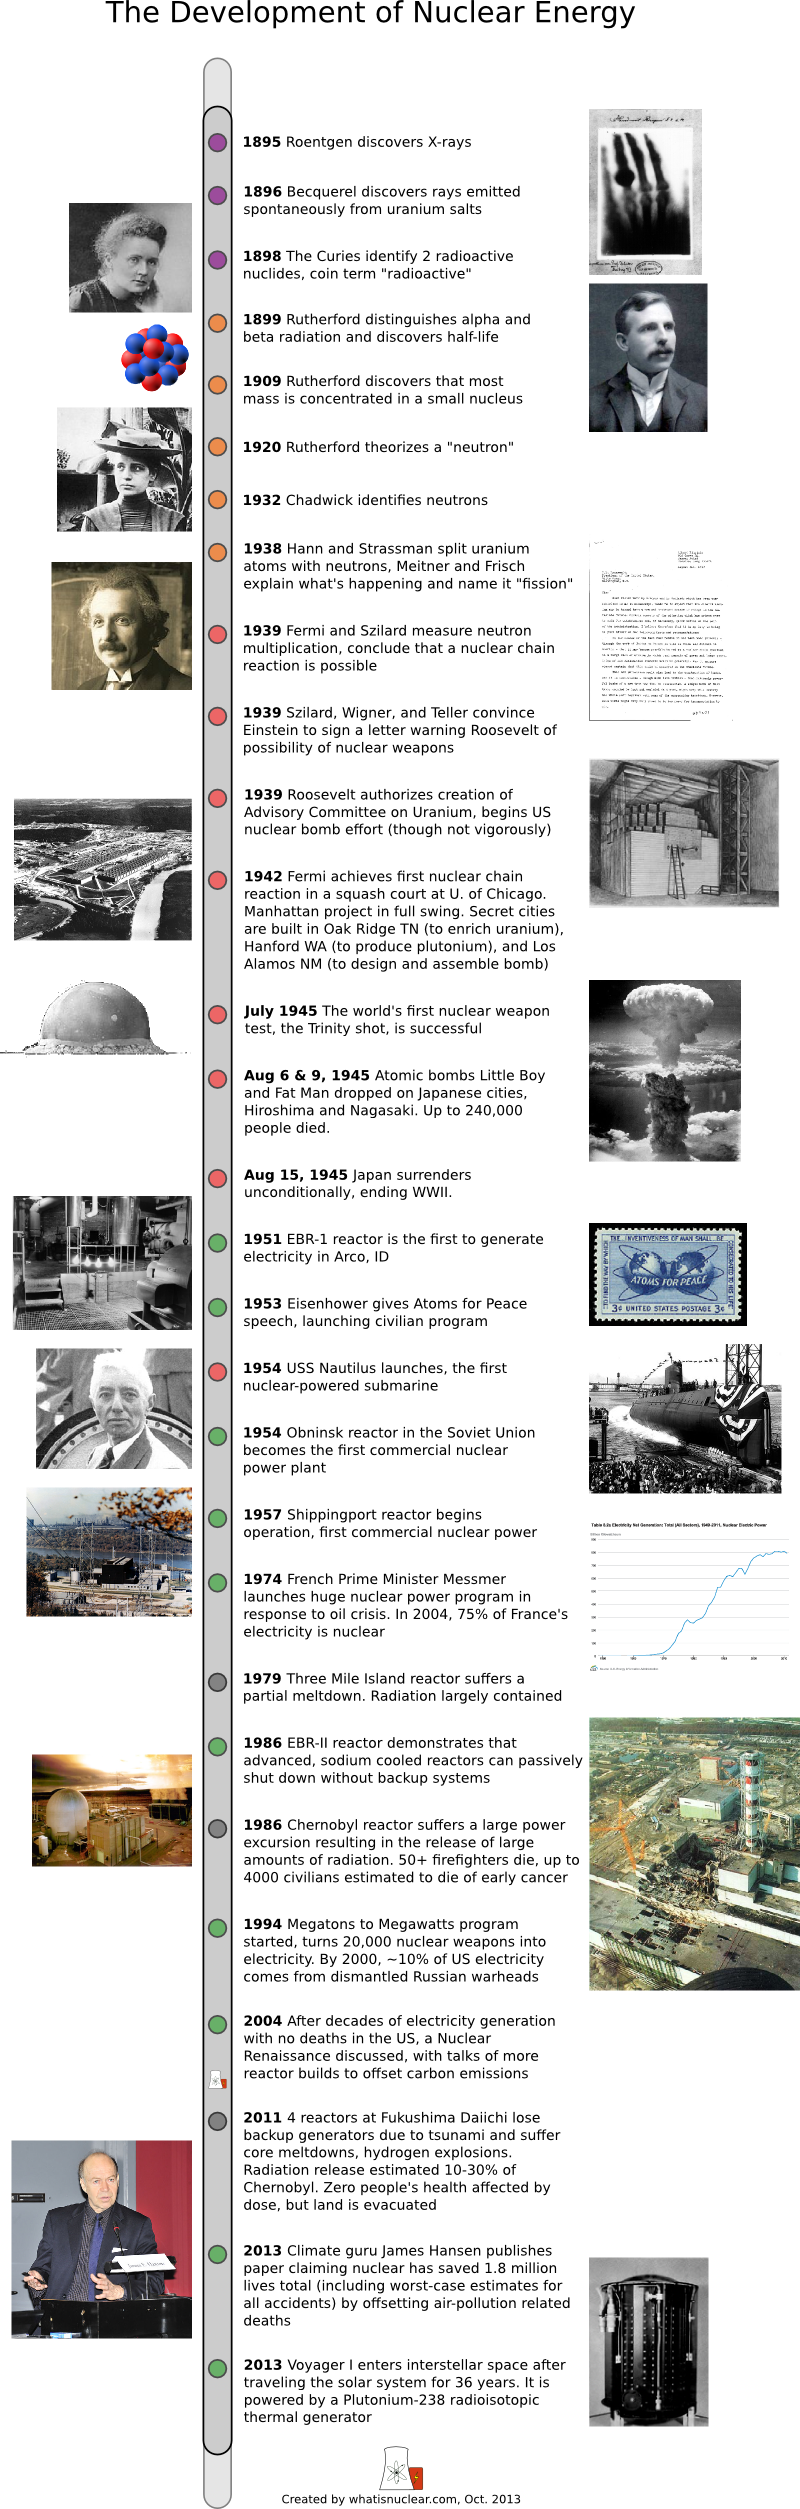 The Development of Nuclear Energy
1895 Roentgen discovers X-rays
1896 Becquerel discovers rays emitted
spontaneously from uranium salts
1898 The Curies identify 2 radioactive
nuclides, coin term "radioactive"
1899 Rutherford distinguishes alpha and
beta radiation and discovers half-life
1909 Rutherford discovers that most
mass is concentrated in a small nucleus
1920 Rutherford theorizes a "neutron"
1932 Chadwick identifies neutrons
1938 Hann and Strassman split uranium
atoms with neutrons, Meitner and Frisch
explain what's happening and name it "fission"
1939 Fermi and Szilard measure neutron
multiplication, conclude that a nuclear chain
reaction is possible
1939 Szilard, Wigner, and Teller convince
Einstein to sign a letter warning Roosevelt of
possibility of nuclear weapons
1939 Roosevelt authorizes creation of
Advisory Committee on Uranium, begins US
nuclear bomb effort (though not vigorously)
1942 Fermi achieves first nuclear chain
reaction in a squash court at U. of Chicago.
Manhattan project in full swing. Secret cities
are built in Oak Ridge TN (to enrich uranium),
Hanford WA (to produce plutonium), and Los
Alamos NM (to design and assemble bomb)
July 1945 The world's first nuclear weapon
test, the Trinity shot, is successful
Aug 6 & 9, 1945 Atomic bombs Little Boy
and Fat Man dropped on Japanese cities,
Hiroshima and Nagasaki. Up to 240,000
people died.
Aug 15, 1945 Japan surrenders
unconditionally, ending WWII.
1951 EBR-1 reactor is the first to generate
electricity in Arco, ID
THE INVENTIVENESS OF MAN SHALL BE
CONSECRATED TO HIS LIFE
TO FIND THE WAY BY WHICH
ATOMS FOR PEACE
3¢ UNITED STATES POSTAGE 3¢
1953 Eisenhower gives Atoms for Peace
speech, launching civilian program
1954 USS Nautilus launches, the first
nuclear-powered submarine
1954 Obninsk reactor in the Soviet Union
becomes the first commercial nuclear
power plant
1957 Shippingport reactor begins
operation, first commercial nuclear power
Table 8.2a Electricity Net Generation: Total (All Sectors), 1949-2011, Nuclear Electric Power
1974 French Prime Minister Messmer
launches huge nuclear power program in
response to oil crisis. In 2004, 75% of France's
electricity is nuclear
1979 Three Mile Island reactor suffers a
partial meltdown. Radiation largely contained
1986 EBR-II reactor demonstrates that
advanced, sodium cooled reactors can passively
shut down without backup systems
1986 Chernobyl reactor suffers a large power
excursion resulting in the release of large
amounts of radiation. 50+ firefighters die, up to
4000 civilians estimated to die of early cancer
1994 Megatons to Megawatts program
started, turns 20,000 nuclear weapons into
electricity. By 2000, ~10% of US electricity
comes from dismantled Russian warheads
2004 After decades of electricity generation
with no deaths in the US, a Nuclear
Renaissance discussed, with talks of more
reactor builds to offset carbon emissions
2011 4 reactors at Fukushima Daiichi lose
backup generators due to tsunami and suffer
core meltdowns, hydrogen explosions.
Radiation release estimated 10-30% of
Chernobyl. Zero people's health affected by
dose, but land is evacuated
2013 Climate guru James Hansen publishes
paper claiming nuclear has saved 1.8 million
lives total (including worst-case estimates for
all accidents) by offsetting air-pollution related
deaths
2013 Voyager I enters interstellar space after
traveling the solar system for 36 years. It is
powered by a Plutonium-238 radioisotopic
thermal generator
Created by whatisnuclear.com, Oct. 2013